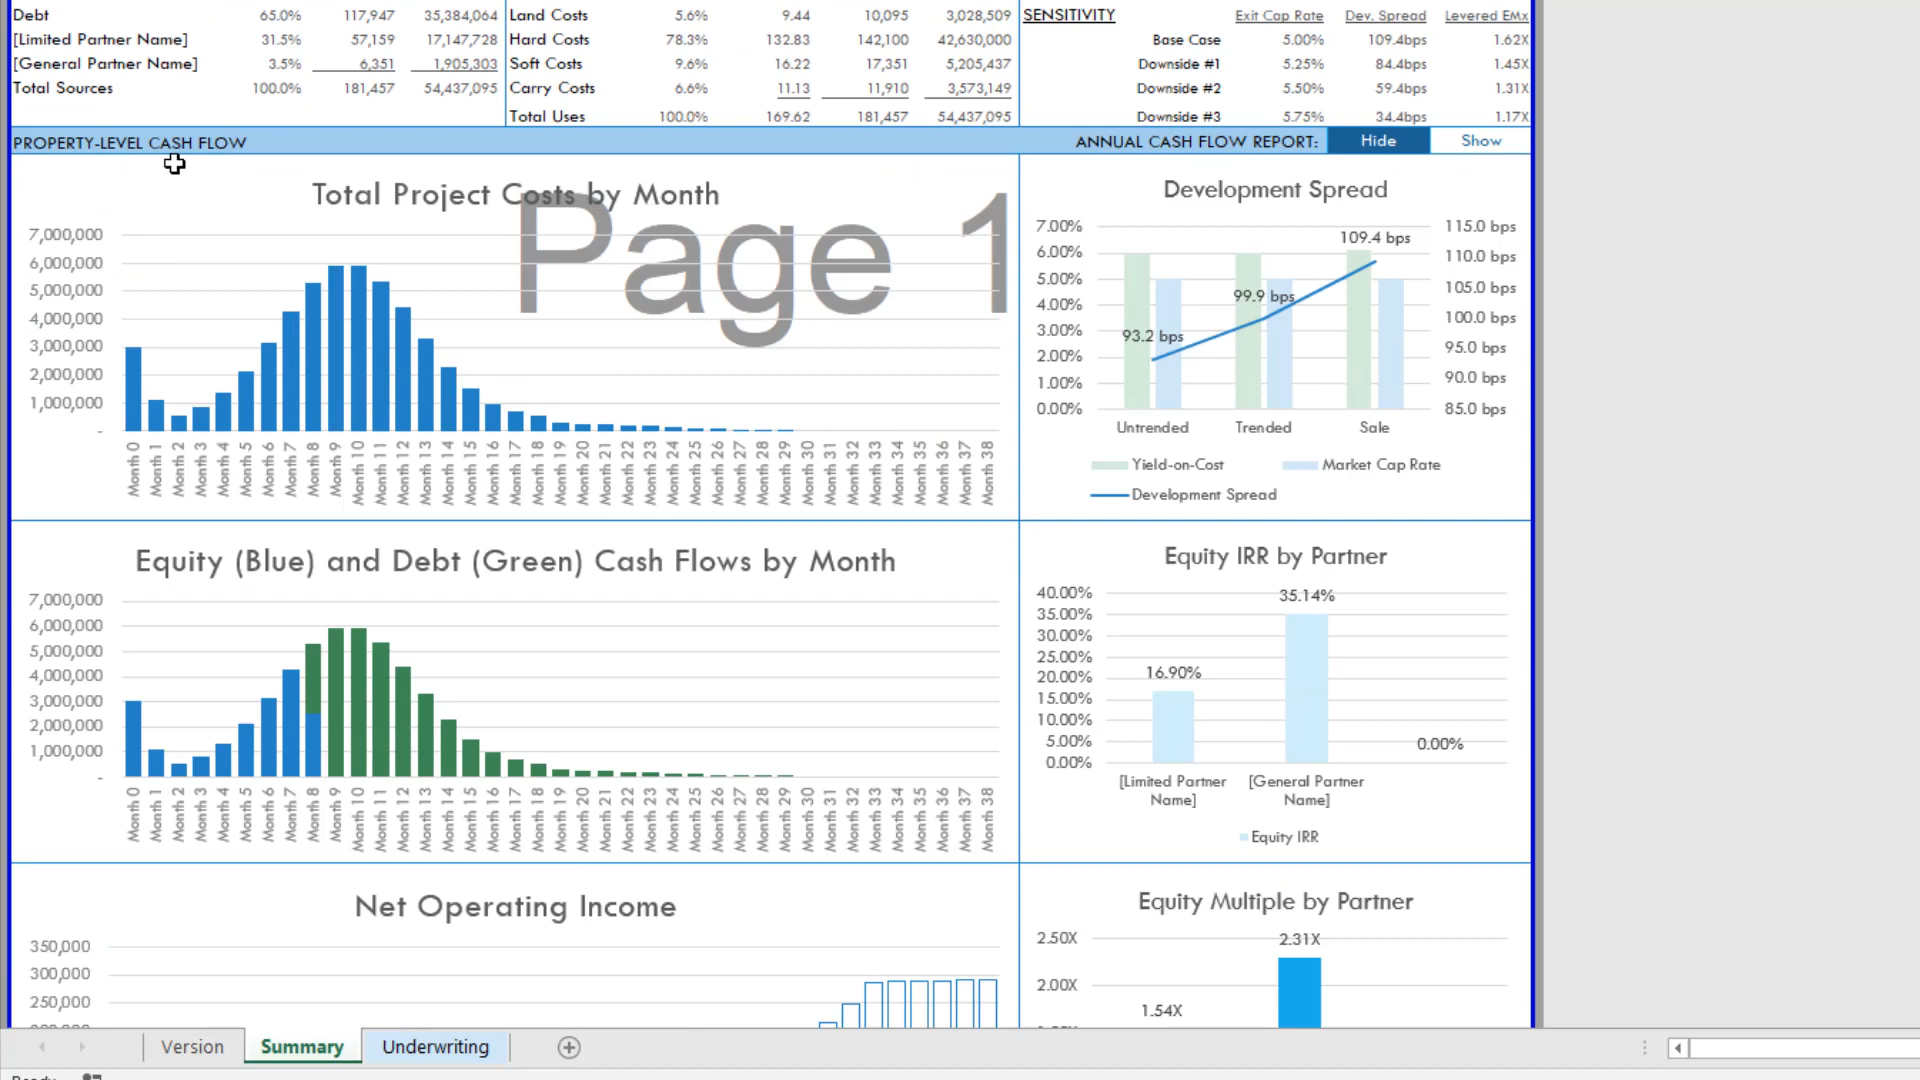 Debt 65.0% 117,947 35,384,064 Land Costs 5.6% 9.44 10,095 3,028,509 SENSITIVITY Exit Cap Rate Dev. Spread Levered EMx
[Limited Partner Name] 31.5% 57,159 17,147,728 Hard Costs 78.3% 132.83 142,100 42,630,000 Base Case 5.00% 109.4bps 1.62X
[General Partner Name] 3.5% 6,351 1,905,303 Soft Costs 9.6% 16.22 17,351 5,205,437 Downside #1 5.25% 84.4bps 1.45X
Total Sources 100.0% 181,457 54,437,095 Carry Costs 6.6% 11.13 11,910 3,573,149 Downside #2 5.50% 59.4bps 1.31X
Total Uses 100.0% 169.62 181,457 54,437,095 Downside #3 5.75% 34.4bps 1.17X
PROPERTY-LEVEL CASH FLOW ANNUAL CASH FLOW REPORT: Hide Show
Total Project Costs by Month
Page 1
7,000,000
6,000,000
5,000,000
4,000,000
3,000,000
2,000,000
1,000,000
-
Month 0 Month 1 Month 2 Month 3 Month 4 Month 5 Month 6 Month 7 Month 8 Month 9 Month 10 Month 11 Month 12 Month 13 Month 14 Month 15 Month 16 Month 17 Month 18 Month 19 Month 20 Month 21 Month 22 Month 23 Month 24 Month 25 Month 26 Month 27 Month 28 Month 29 Month 30 Month 31 Month 32 Month 33 Month 34 Month 35 Month 36 Month 37 Month 38
Development Spread
7.00% 115.0 bps
6.00% 109.4 bps 110.0 bps
5.00% 105.0 bps
4.00% 99.9 bps 100.0 bps
3.00% 93.2 bps 95.0 bps
2.00% 90.0 bps
1.00% 85.0 bps
0.00%
Untrended Trended Sale
Yield-on-Cost Market Cap Rate
Development Spread
Equity (Blue) and Debt (Green) Cash Flows by Month
7,000,000
6,000,000
5,000,000
4,000,000
3,000,000
2,000,000
1,000,000
-
Month 0 Month 1 Month 2 Month 3 Month 4 Month 5 Month 6 Month 7 Month 8 Month 9 Month 10 Month 11 Month 12 Month 13 Month 14 Month 15 Month 16 Month 17 Month 18 Month 19 Month 20 Month 21 Month 22 Month 23 Month 24 Month 25 Month 26 Month 27 Month 28 Month 29 Month 30 Month 31 Month 32 Month 33 Month 34 Month 35 Month 36 Month 37 Month 38
Equity IRR by Partner
40.00% 35.14%
35.00%
30.00%
25.00%
20.00% 16.90%
15.00%
10.00%
5.00% 0.00%
0.00%
[Limited Partner [General Partner
Name] Name]
Equity IRR
Net Operating Income
350,000
300,000
250,000
Equity Multiple by Partner
2.50X 2.31X
2.00X
1.54X
Version Summary Underwriting